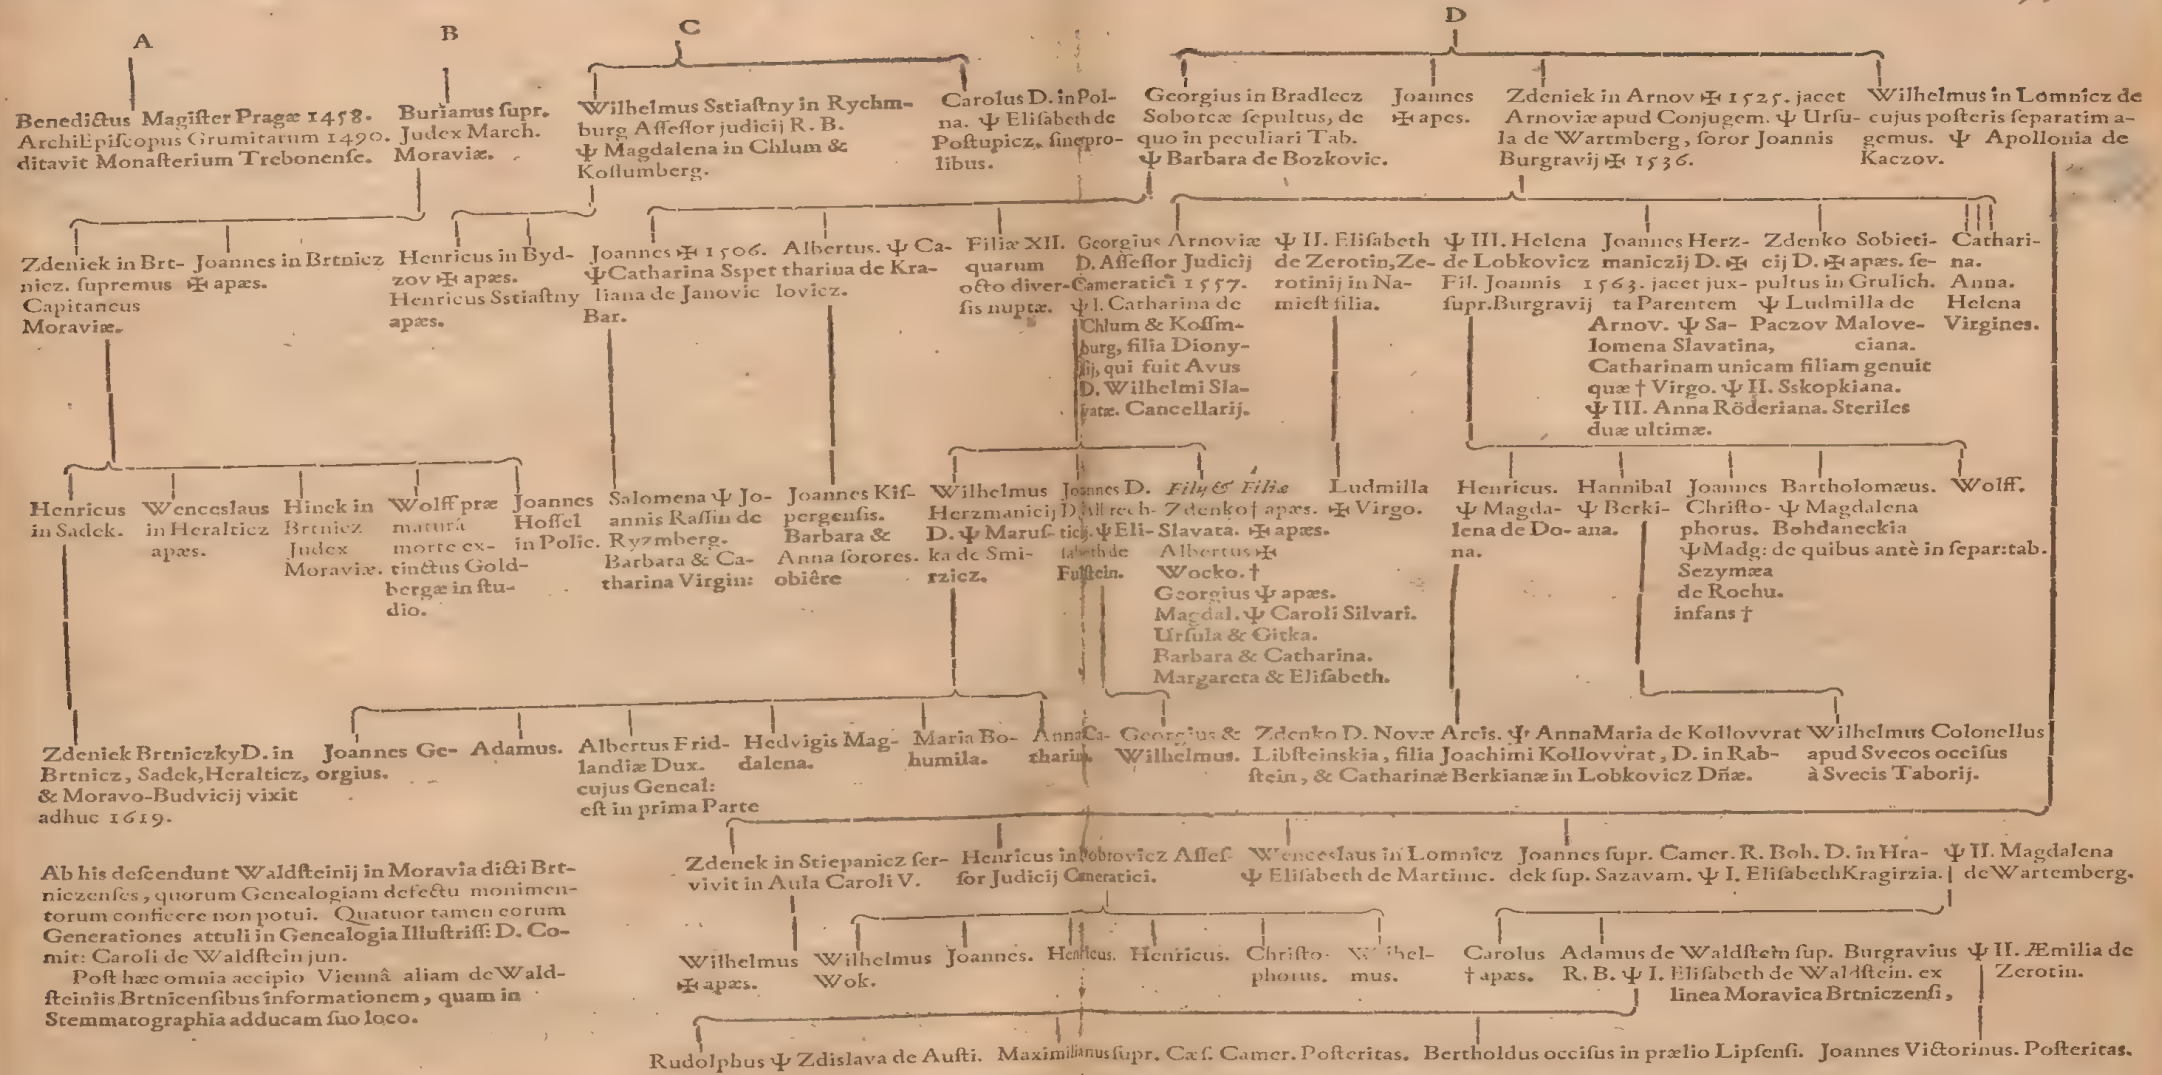 A
B
C
D
Benedictus Magiſter Pragæ 1458.
ArchiEpiſcopus Grumitarum 1490.
ditavit Monaſterium Trebonenſe.
Burianus ſupr.
Judex March.
Moraviæ.
Wilhelmus Sstiaſtny in Rychm-
burg Aſſeſſor judicij R. B.
Ψ Magdalena in Chlum &
Koſlumberg.
Carolus D. in Pol-
na. Ψ Eliſabeth de
Poſtupicz, ſine pro-
libus.
Georgius in Bradlecz
Sobotcæ ſepultus, de
quo in peculiari Tab.
Ψ Barbara de Bozkovic.
Joannes
✠ apes.
Zdeniek in Arnov ✠ 1525. jacet
Arnoviæ apud Conjugem. Ψ Urſu-
la de Wartmberg, ſoror Joannis
Burgravij ✠ 1536.
Wilhelmus in Lomnicz de
cujus poſteris ſeparatim a-
gemus. Ψ Apollonia de
Kaczov.
Zdeniek in Brt-
nicz. ſupremus
Capitaneus
Moraviæ.
Joannes in Brtnicz
✠ apæs.
Henricus in Byd-
zov ✠ apæs.
Henricus Sstiaſtny
apæs.
Joannes ✠ 1506.
Ψ Catharina Sspet
liana de Janovic
Bar.
Albertus. Ψ Ca-
tharina de Kra-
lovicz.
Filiæ XII.
quarum
octo diver-
ſis nuptæ.
Georgius Arnoviæ
D. Aſſeſſor Judicij
Cameratici 1557.
Ψ I. Catharina de
Chlum & Koſſm-
burg, filia Diony-
ſij, qui fuit Avus
D. Wilhelmi Sla-
vatæ. Cancellarij.
Ψ II. Eliſabeth
de Zerotin, Ze-
rotinij in Na-
mieſt filia.
Ψ III. Helena
de Lobkovicz
Fil. Joannis
ſupr. Burgravij
Joannes Herz-
maniczij D. ✠
1563. jacet jux-
ta Parentem
Arnov. Ψ Sa-
lomena Slavatina,
Catharinam unicam filiam genuit
quæ † Virgo. Ψ II. Sskopkiana.
Ψ III. Anna Röderiana. Steriles
duæ ultimæ.
Zdenko Sobieti-
cij D. ✠ apæs. ſe-
pultus in Grulich.
Ψ Ludmilla de
Paczov Malove-
ciana.
Cathari-
na.
Anna.
Helena
Virgines.
Henricus
in Sadek.
Wenceslaus
in Heralticz
apæs.
Hinek in
Brtnicz
Judex
Moraviæ.
Wolff præ
maturâ
morte ex-
tinctus Gold-
bergæ in ſtu-
dio.
Joannes
Hoſſel
in Polic.
Salomena Ψ Jo-
annis Raſſin de
Ryzmberg.
Barbara & Ca-
tharina Virgin:
Joannes Kiſ-
pergenſis.
Barbara &
Anna ſorores.
obiêre
Wilhelmus
Herzmanicij
D. Ψ Maruſ-
ka de Smi-
rzicz.
Joannes D.
Ψ Eli-
ſabeth de
Fulſtein.
Filij & Filiæ
Zdenko † apæs.
Slavata. ✠ apæs.
Albertus ✠
Wocko. †
Georgius Ψ apæs.
Magdal. Ψ Caroli Silvari.
Urſula & Gitka.
Barbara & Catharina.
Margareta & Eliſabeth.
Ludmilla
✠ Virgo.
Henricus.
Ψ Magda-
lena de Do-
na.
Hannibal
Ψ Berki-
ana.
Joannes
Chriſto-
phorus.
Ψ Madg:
Sezymæa
de Rochu.
infans †
Bartholomæus.
Ψ Magdalena
Bohdaneckia
de quibus antè in ſepar: tab.
Wolff.
Zdeniek Brtniczky D. in
Brtnicz, Sadek, Heralticz,
& Moravo-Budvicij vixit
adhuc 1619.
Joannes Ge-
orgius.
Adamus.
Albertus Frid-
landiæ Dux.
cujus Geneal:
eſt in prima Parte
Hedvigis Mag-
dalena.
Maria Bo-
humila.
Anna Ca-
tharina.
Georgius &
Wilhelmus.
Zdenko D. Novæ Arcis. Ψ Anna Maria de Kollovvrat
Libſteinskia, filia Joachimi Kollovvrat, D. in Rab-
ſtein, & Catharinæ Berkianæ in Lobkovicz Dñæ.
Wilhelmus Colonellus
apud Svecos occiſus
à Svecis Taborij.
Zdenek in Stiepanicz ſer-
vivit in Aula Caroli V.
Henricus in Dobrovicz Aſſeſ-
ſor Judicij Cameratici.
Wenceslaus in Lomnicz
Ψ Eliſabeth de Martinic.
Joannes ſupr. Camer. R. Boh. D. in Hra-
dek ſup. Sazavam. Ψ I. Eliſabeth Kragirzia.
Ψ II. Magdalena
de Wartemberg.
Ab his deſcendunt Waldſteinij in Moravia dicti Brt-
niczenſes, quorum Genealogiam defectu monimen-
torum conficere non potui. Quatuor tamen eorum
Generationes attuli in Genealogia Illuſtriſſ: D. Co-
mit: Caroli de Waldſtein jun.
Poſt hæc omnia accipio Viennâ aliam de Wald-
ſteiniis Brtnicenſibus informationem, quam in
Stemmatographia adducam ſuo loco.
Wilhelmus
✠ apæs.
Wilhelmus
Wok.
Joannes.
Henricus.
Henricus.
Chriſto-
phorus.
Wilhel-
mus.
Carolus
† apæs.
Adamus de Waldſtein ſup. Burgravius
R. B. Ψ I. Eliſabeth de Waldſtein. ex
linea Moravica Brtniczenſi,
Ψ II. Æmilia de
Zerotin.
Rudolphus Ψ Zdislava de Auſti.
Maximilianus ſupr. Cæſ. Camer. Poſteritas.
Bertholdus occiſus in prælio Lipſenſi.
Joannes Victorinus. Poſteritas.